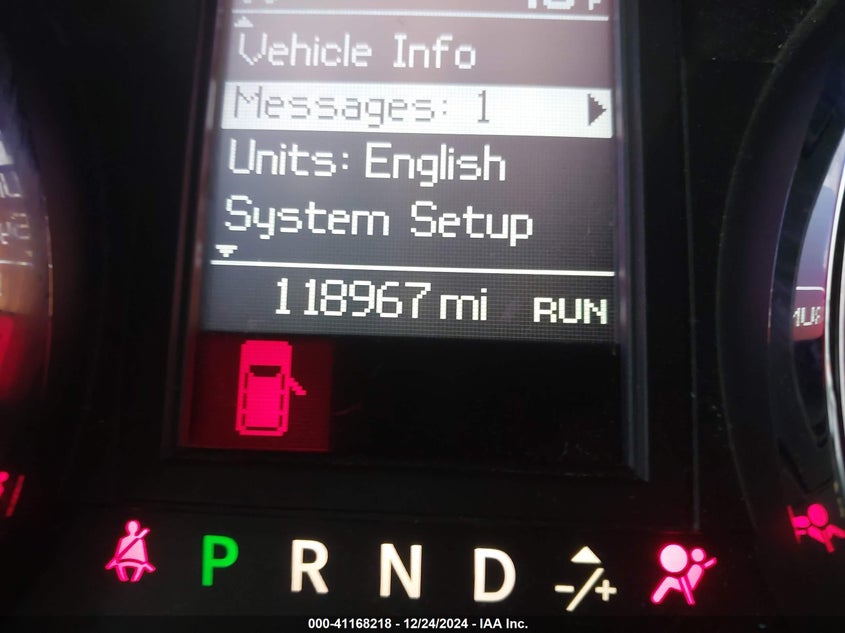 Vehicle Info
Messages: 1
Units: English
System Setup
118967 mi RUN
P R N D -/+
000-41168218 - 12/24/2024 - IAA Inc.